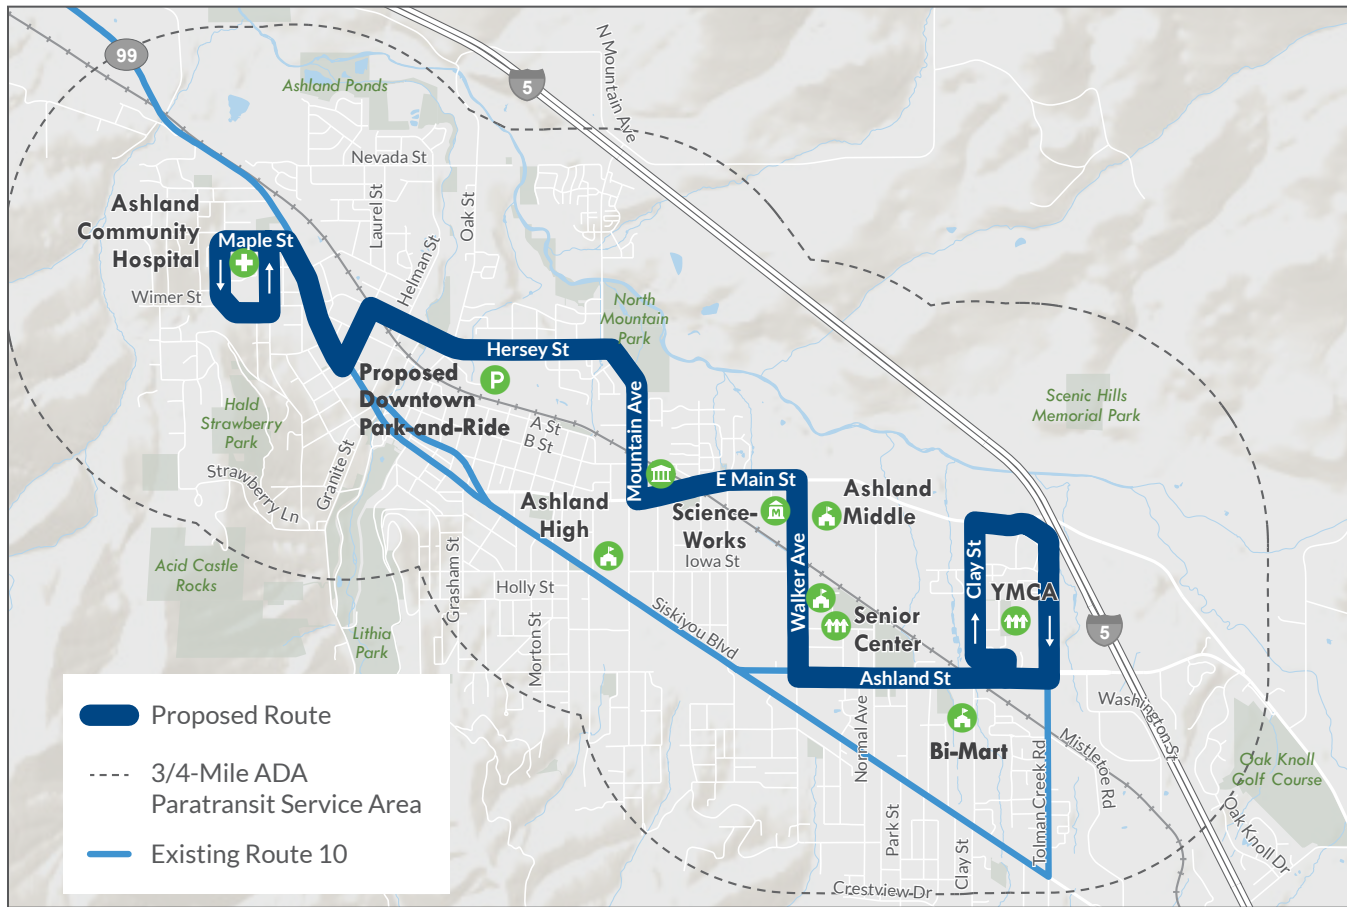 99
5
N Mountain Ave
Ashland Ponds
Nevada St
Laurel St
Oak St
Helman St
Ashland
Community
Hospital
Maple St
Wimer St
North
Mountain
Park
Hersey St
Proposed
Downtown
Park-and-Ride
P
A St
B St
Mountain Ave
Hald
Strawberry
Park
Strawberry Ln
Granite St
Scenic Hills
Memorial Park
E Main St
Ashland
High
Science-
Works
M
Ashland
Middle
Iowa St
Walker Ave
Clay St
YMCA
5
Acid Castle
Rocks
Grasham St
Holly St
Morton St
Siskiyou Blvd
Senior
Center
Lithia
Park
Ashland St
Normal Ave
Bi-Mart
Washington St
Mistletoe Rd
Tolman Creek Rd
Oak Knoll
Golf Course
Oak Knoll Dr
Park St
Clay St
Crestview Dr
Proposed Route
3/4-Mile ADA
Paratransit Service Area
Existing Route 10